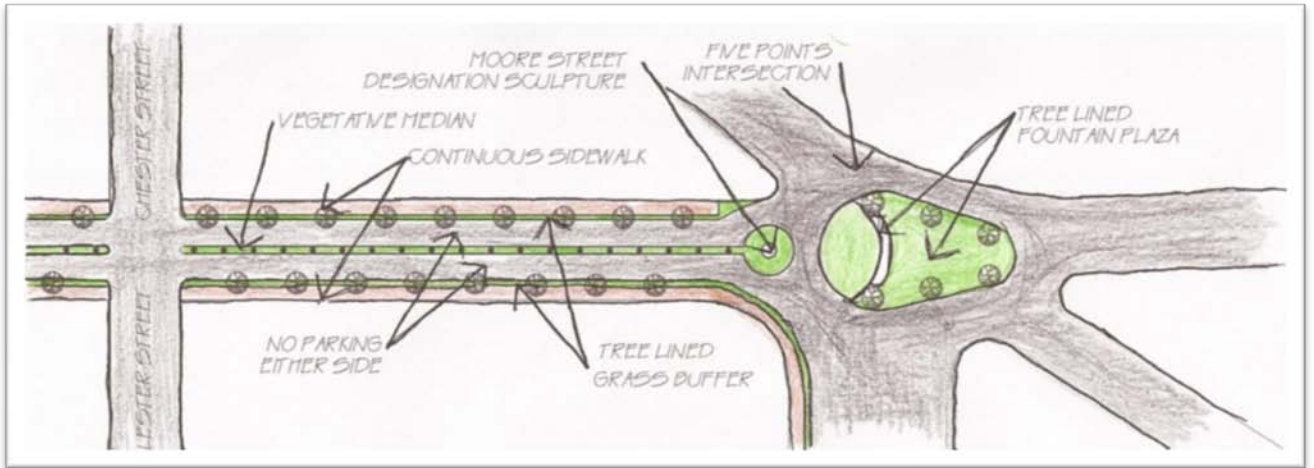 MOORE STREET
DESIGNATION SCULPTURE
FIVE POINTS
INTERSECTION
TREE LINED
FOUNTAIN PLAZA
VEGETATIVE MEDIAN
CONTINUOUS SIDEWALK
CHESTER STREET
LESTER STREET
NO PARKING
EITHER SIDE
TREE LINED
GRASS BUFFER